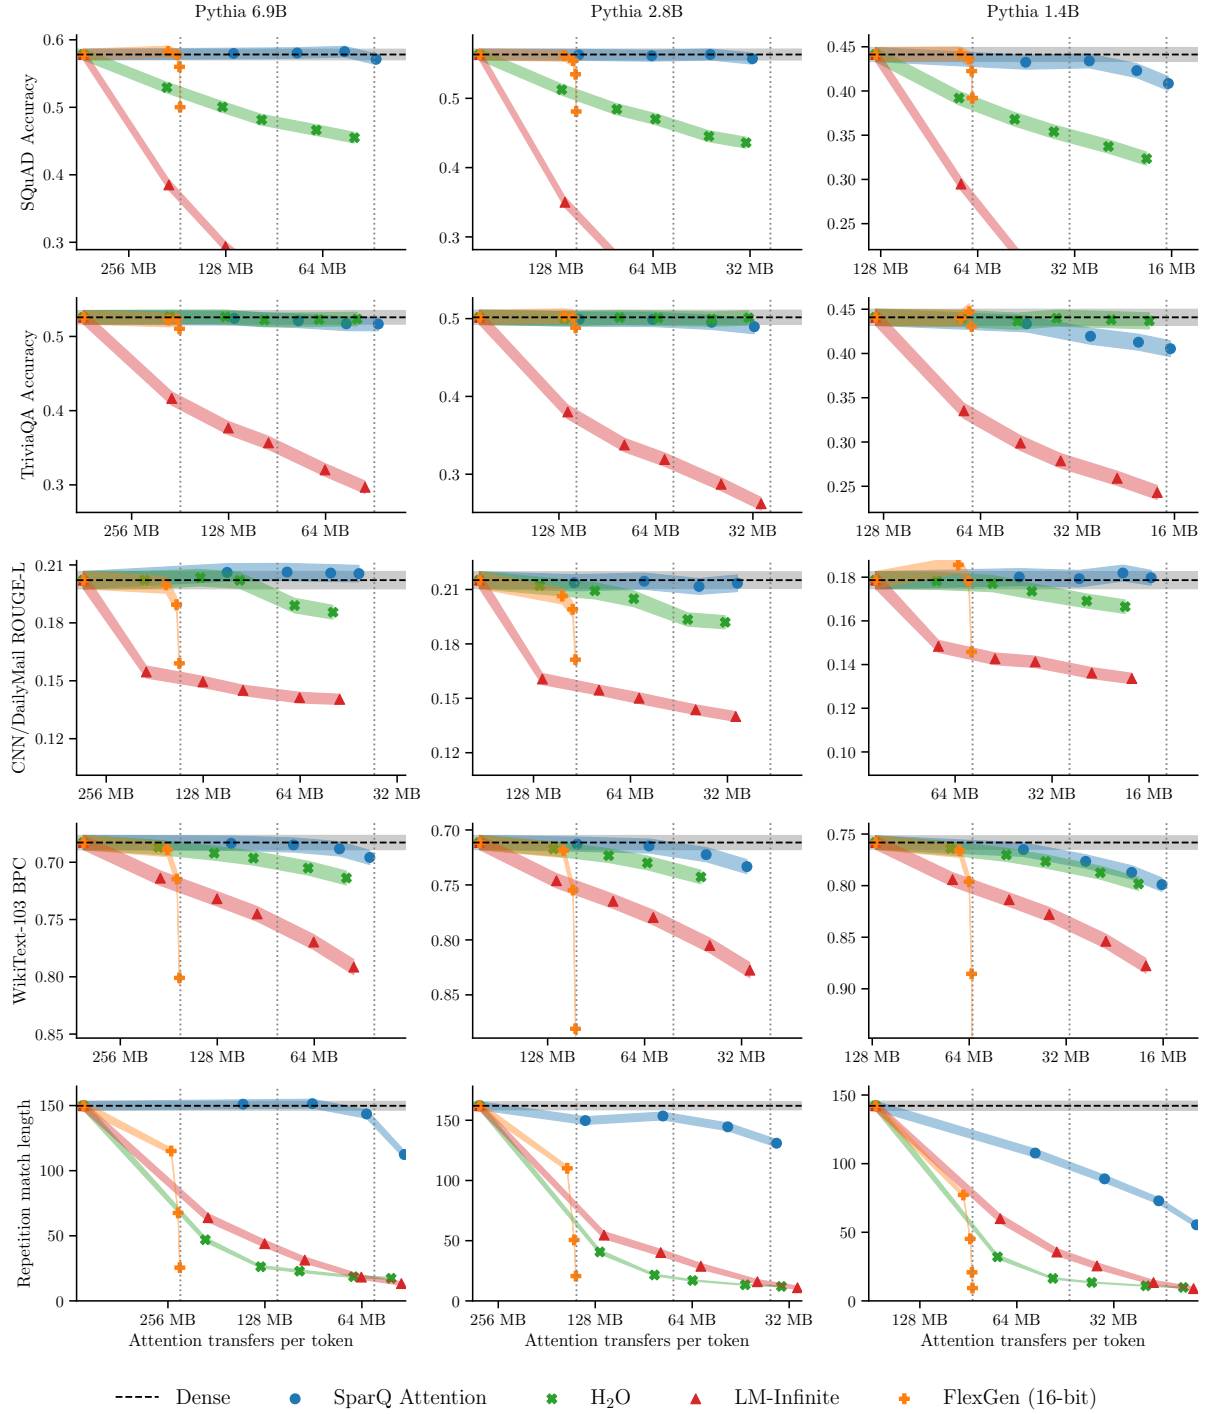 Pythia 6.9B
Pythia 2.8B
Pythia 1.4B
SQuAD Accuracy
0.6
0.5
0.4
0.3
256 MB
128 MB
64 MB
0.5
0.4
0.3
128 MB
64 MB
32 MB
0.45
0.40
0.35
0.30
0.25
128 MB
64 MB
32 MB
16 MB
TriviaQA Accuracy
0.5
0.4
0.3
256 MB
128 MB
64 MB
0.5
0.4
0.3
128 MB
64 MB
32 MB
0.45
0.40
0.35
0.30
0.25
128 MB
64 MB
32 MB
16 MB
CNN/DailyMail ROUGE-L
0.21
0.18
0.15
0.12
256 MB
128 MB
64 MB
32 MB
0.21
0.18
0.15
0.12
128 MB
64 MB
32 MB
0.18
0.16
0.14
0.12
0.10
64 MB
32 MB
16 MB
WikiText-103 BPC
0.70
0.75
0.80
0.85
256 MB
128 MB
64 MB
0.70
0.75
0.80
0.85
128 MB
64 MB
32 MB
0.75
0.80
0.85
0.90
128 MB
64 MB
32 MB
16 MB
Repetition match length
150
100
50
0
256 MB
128 MB
64 MB
Attention transfers per token
150
100
50
0
256 MB
128 MB
64 MB
32 MB
Attention transfers per token
150
100
50
0
128 MB
64 MB
32 MB
Attention transfers per token
Dense
SparQ Attention
H₂O
LM-Infinite
FlexGen (16-bit)